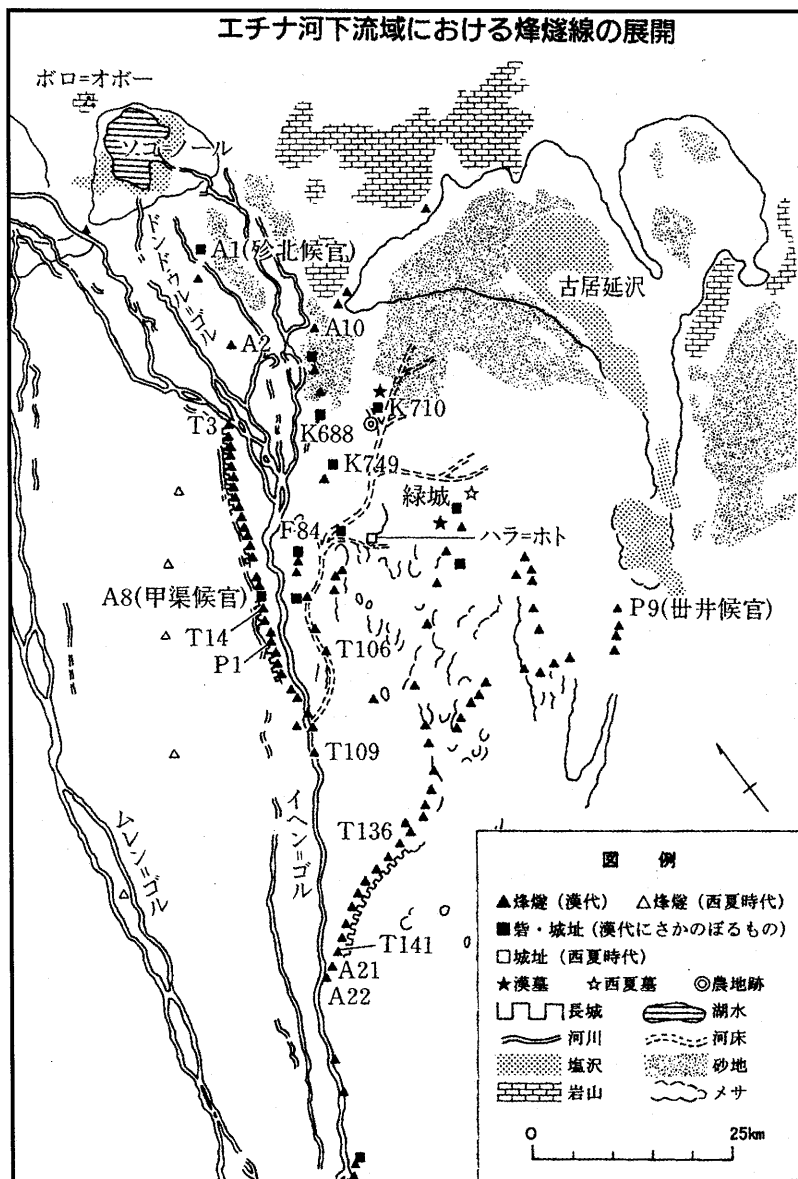 エチナ河下流域における烽燧線の展開
ボロ=オボー
ソコ ノール
ドンドゥル=ゴル
A1(殄北候官)
古居延沢
A10
A2
K710
T3
K688
K749
緑城
F84
ハラ=ホト
A8(甲渠候官)
P9(丗井候官)
T14
T106
P1
T109
イヘン=ゴル
ムレン=ゴル
T136
T141
A21
A22
図 例
▲烽燧(漢代) △烽燧(西夏時代)
■砦・城址(漢代にさかのぼるもの)
□城址(西夏時代)
★漢墓 ☆西夏墓 ◎農地跡
長城 湖水
河川 河床
塩沢 砂地
岩山 メサ
0 25km